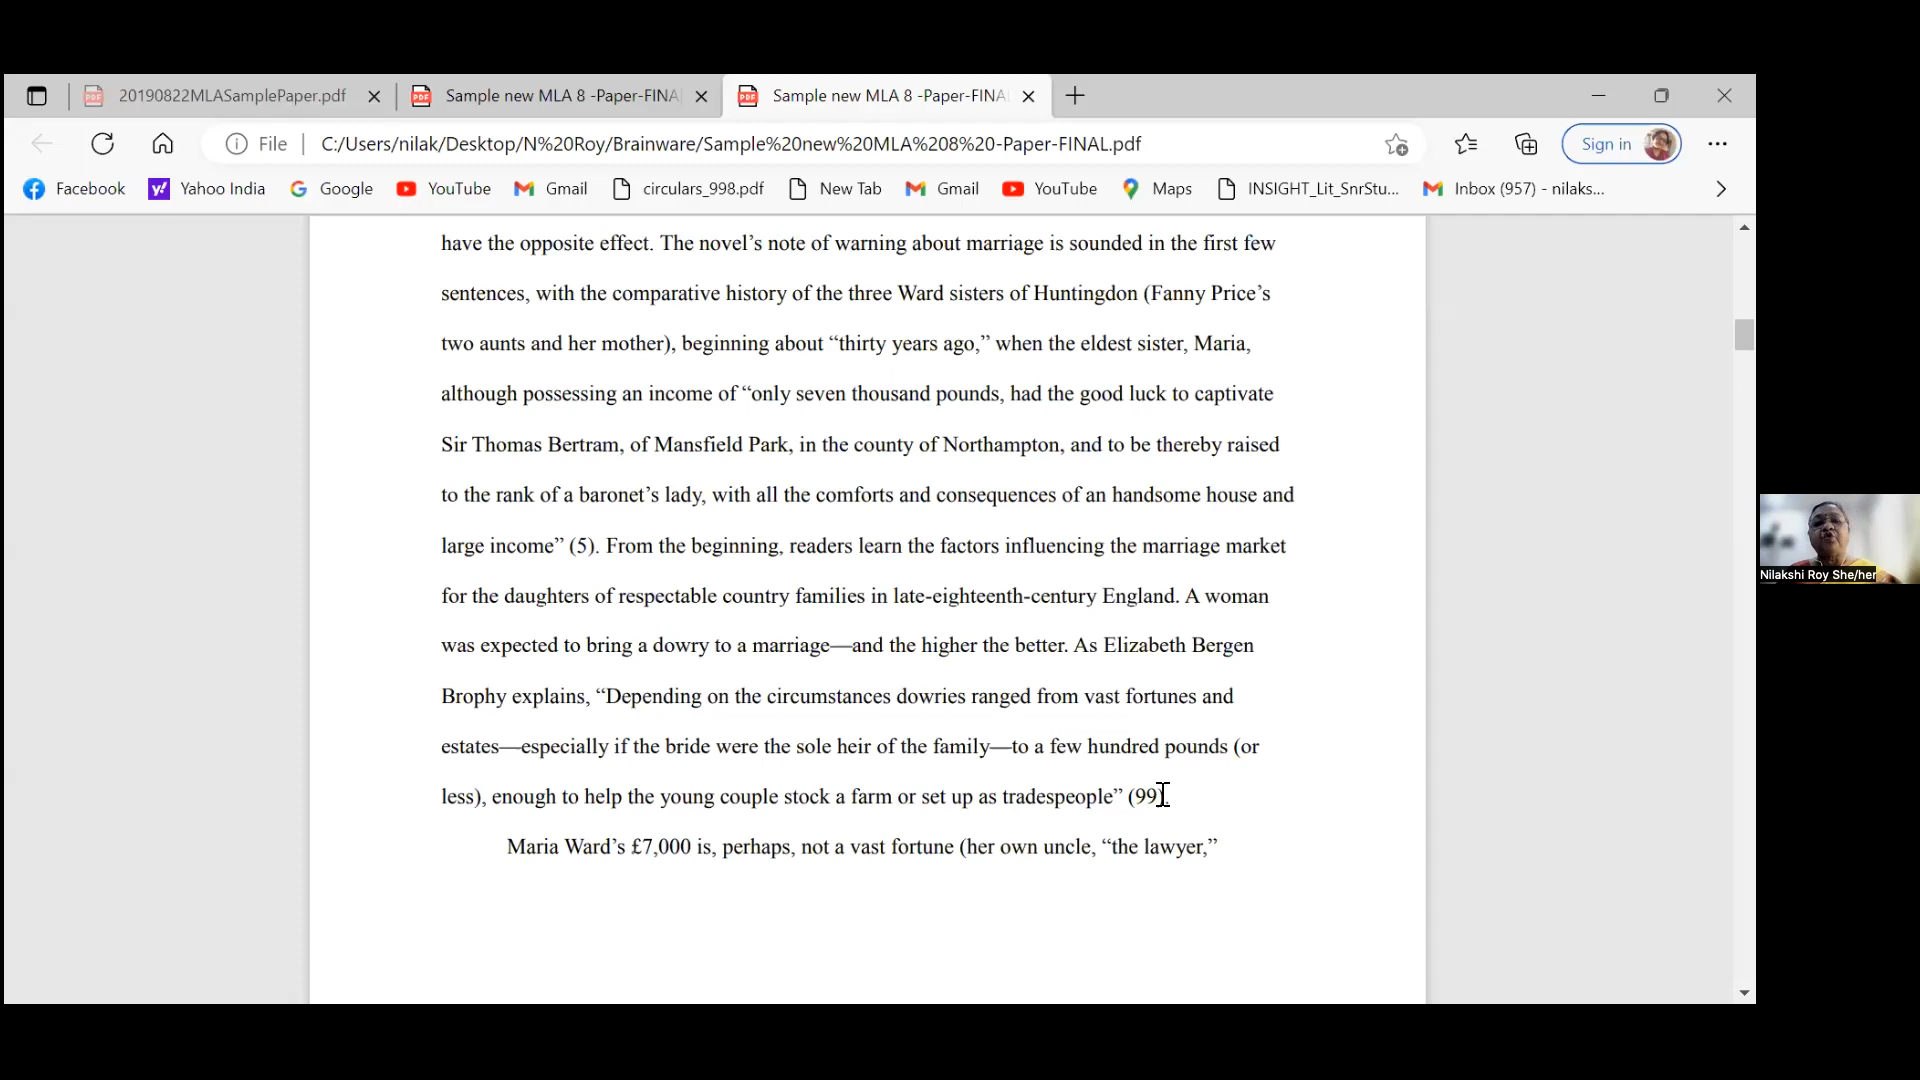 20190822MLASamplePaper.pdf
Sample new MLA 8 -Paper-FINA
Sample new MLA 8 -Paper-FINA
File
C:/Users/nilak/Desktop/N%20Roy/Brainware/Sample%20new%20MLA%208%20-Paper-FINAL.pdf
Sign in
Facebook
Yahoo India
Google
YouTube
Gmail
circulars_998.pdf
New Tab
Gmail
YouTube
Maps
INSIGHT_Lit_SnrStu...
Inbox (957) - nilaks...
have the opposite effect. The novel’s note of warning about marriage is sounded in the first few
sentences, with the comparative history of the three Ward sisters of Huntingdon (Fanny Price’s
two aunts and her mother), beginning about “thirty years ago,” when the eldest sister, Maria,
although possessing an income of “only seven thousand pounds, had the good luck to captivate
Sir Thomas Bertram, of Mansfield Park, in the county of Northampton, and to be thereby raised
to the rank of a baronet’s lady, with all the comforts and consequences of an handsome house and
large income” (5). From the beginning, readers learn the factors influencing the marriage market
for the daughters of respectable country families in late-eighteenth-century England. A woman
was expected to bring a dowry to a marriage—and the higher the better. As Elizabeth Bergen
Brophy explains, “Depending on the circumstances dowries ranged from vast fortunes and
estates—especially if the bride were the sole heir of the family—to a few hundred pounds (or
less), enough to help the young couple stock a farm or set up as tradespeople” (99).
Maria Ward’s £7,000 is, perhaps, not a vast fortune (her own uncle, “the lawyer,”
Nilakshi Roy She/her